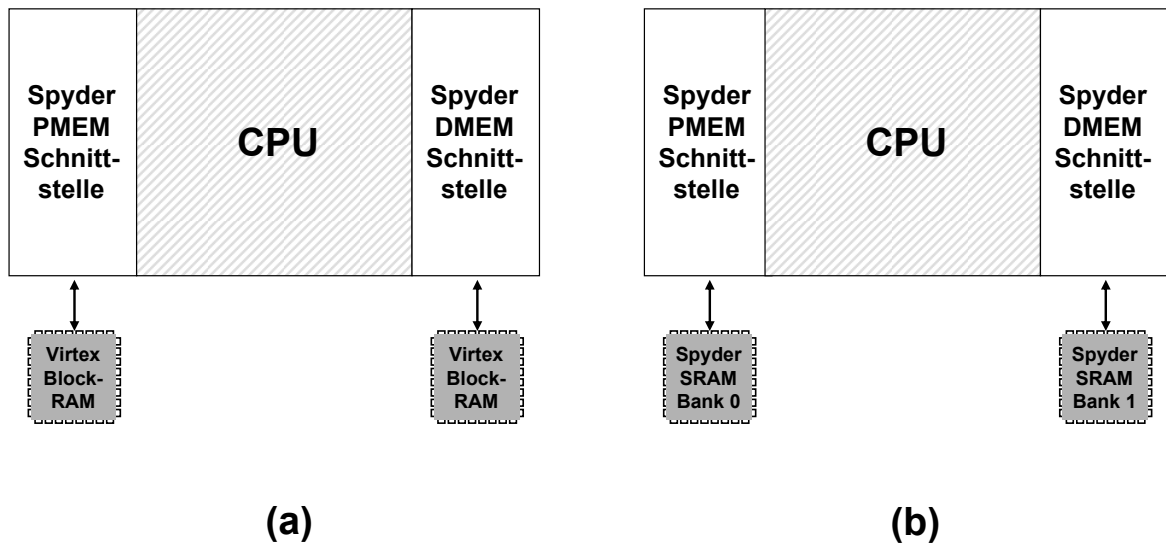 Spyder
PMEM
Schnitt-
stelle
CPU
Spyder
DMEM
Schnitt-
stelle
Virtex
Block-
RAM
Virtex
Block-
RAM
(a)
Spyder
PMEM
Schnitt-
stelle
CPU
Spyder
DMEM
Schnitt-
stelle
Spyder
SRAM
Bank 0
Spyder
SRAM
Bank 1
(b)